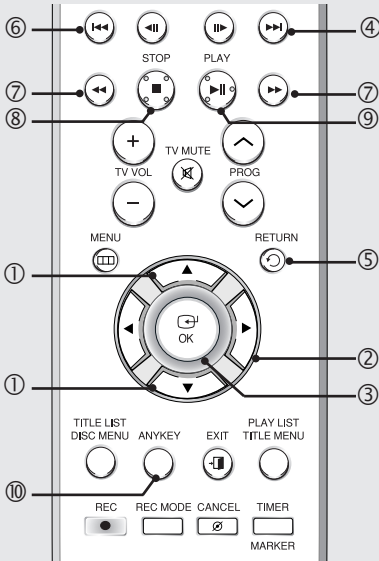 ⑥ ④
STOP PLAY
⑦ ⑦
⑧ ⑨
+
TV MUTE
TV VOL PROG
−
MENU RETURN
① ⑤
OK
②
① ③
TITLE LIST PLAY LIST
DISC MENU ANYKEY EXIT TITLE MENU
⑩
REC REC MODE CANCEL TIMER
MARKER